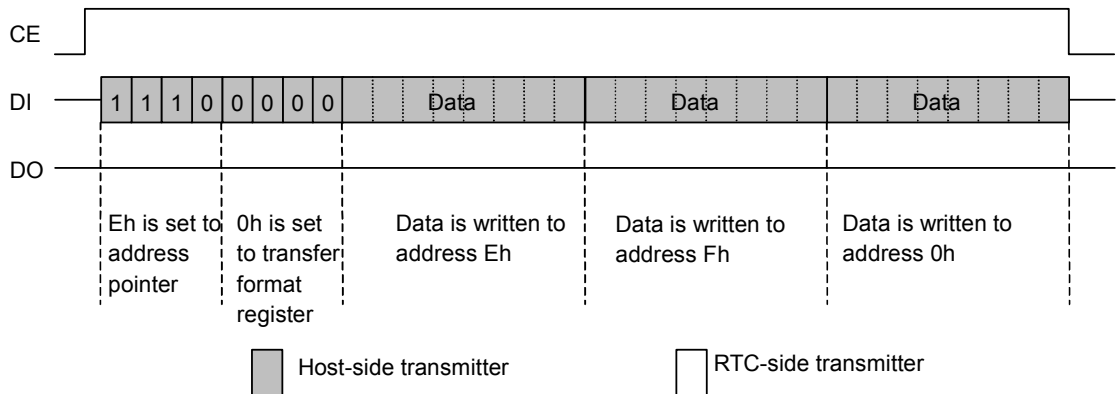 CE
DI 1 1 1 0 0 0 0 0 Data Data Data
DO
Eh is set to
address
pointer
0h is set
to transfer
format
register
Data is written to
address Eh
Data is written to
address Fh
Data is written to
address 0h
Host-side transmitter
RTC-side transmitter